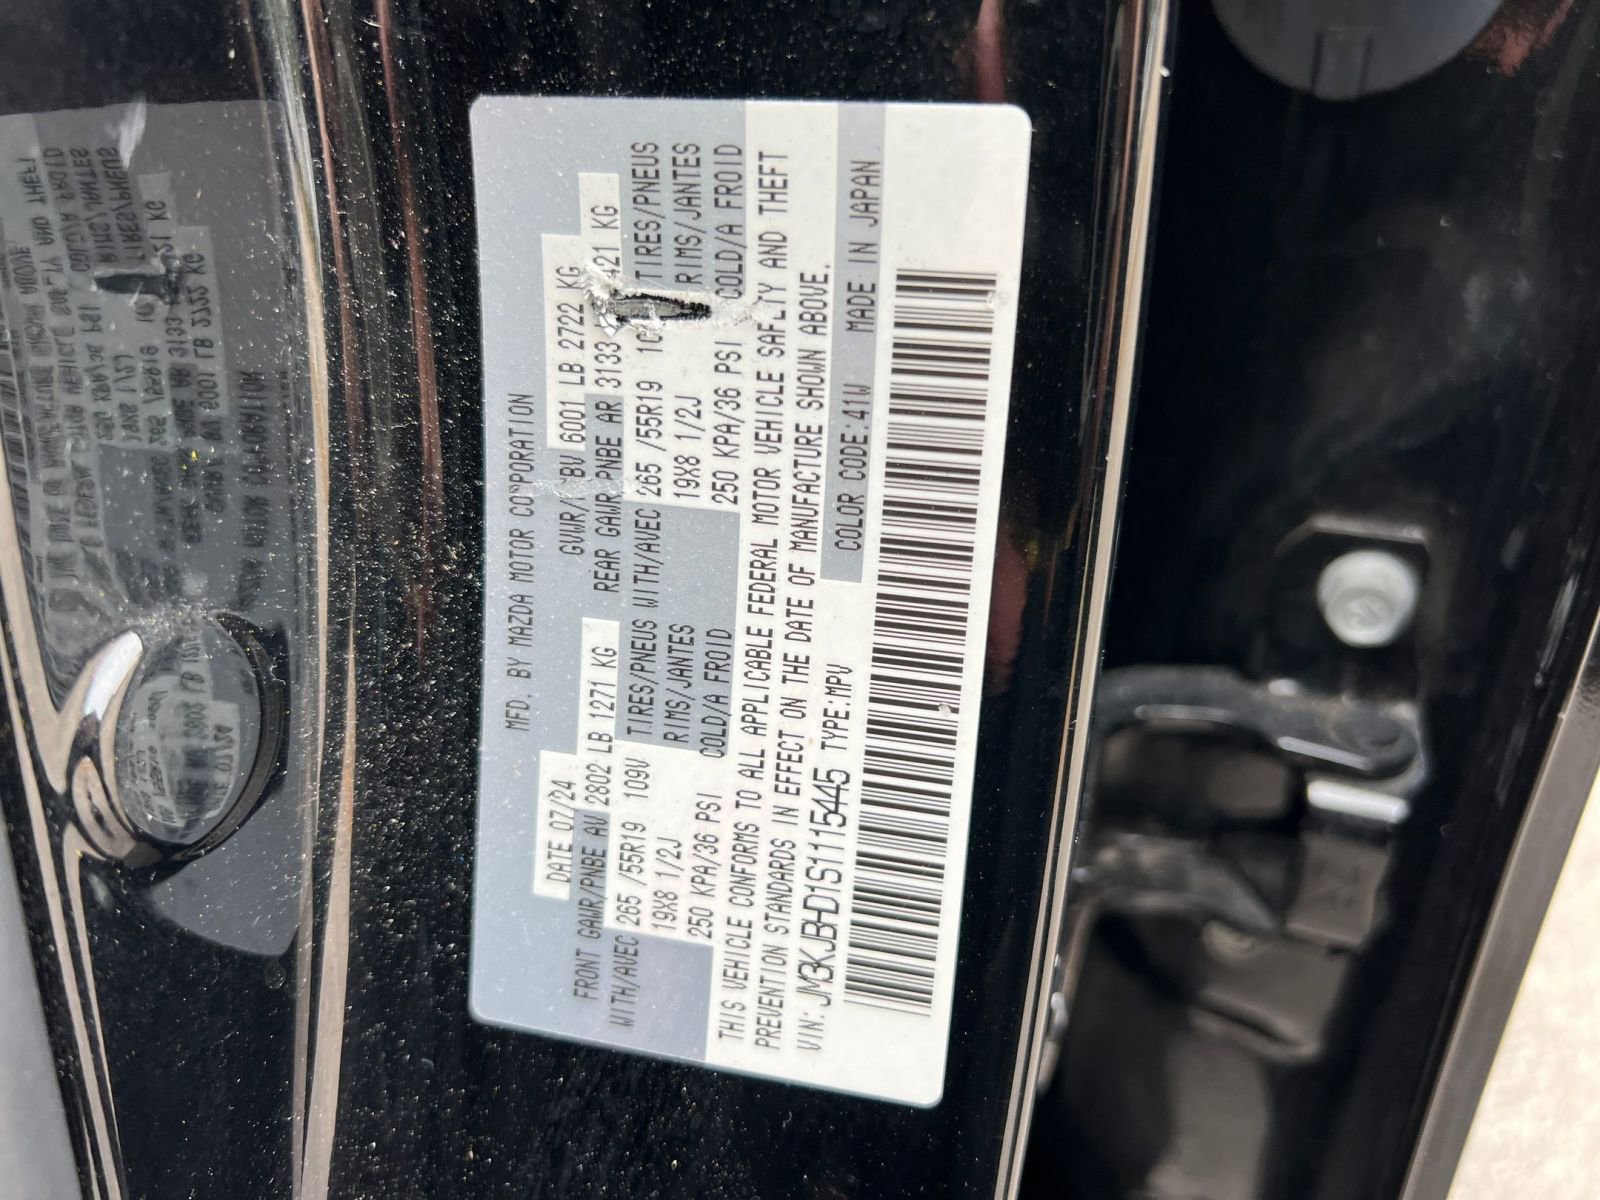 MFD. BY MAZDA MOTOR CORPORATION
DATE 07/24 GVWR/PBV 6001 LB 2722 KG
FRONT GAWR/PNBE AV 2802 LB 1271 KG REAR GAWR/PNBE AR 3133 421 KG
WITH/AVEC 265 /55R19 109V TIRES/PNEUS WITH/AVEC 265 /55R19 TIRES/PNEUS
19X8 1/2J RIMS/JANTES 19X8 1/2J RIMS/JANTES
250 KPA/36 PSI COLD/A FROID 250 KPA/36 PSI COLD/A FROID
THIS VEHICLE CONFORMS TO ALL APPLICABLE FEDERAL MOTOR VEHICLE SAFETY AND THEFT
PREVENTION STANDARDS IN EFFECT ON THE DATE OF MANUFACTURE SHOWN ABOVE.
VIN: JM3KJBHD1S1115445 TYPE:MPV
COLOR CODE:41W MADE IN JAPAN